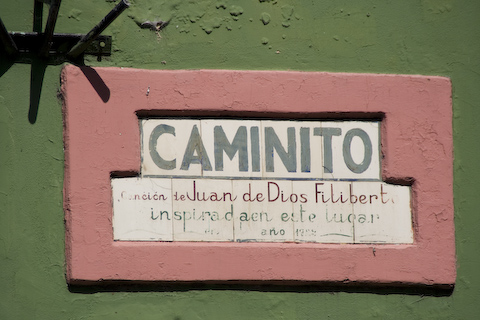 CAMINITO
Canción de Juan de Dios Filiberto
inspirada en este lugar
año